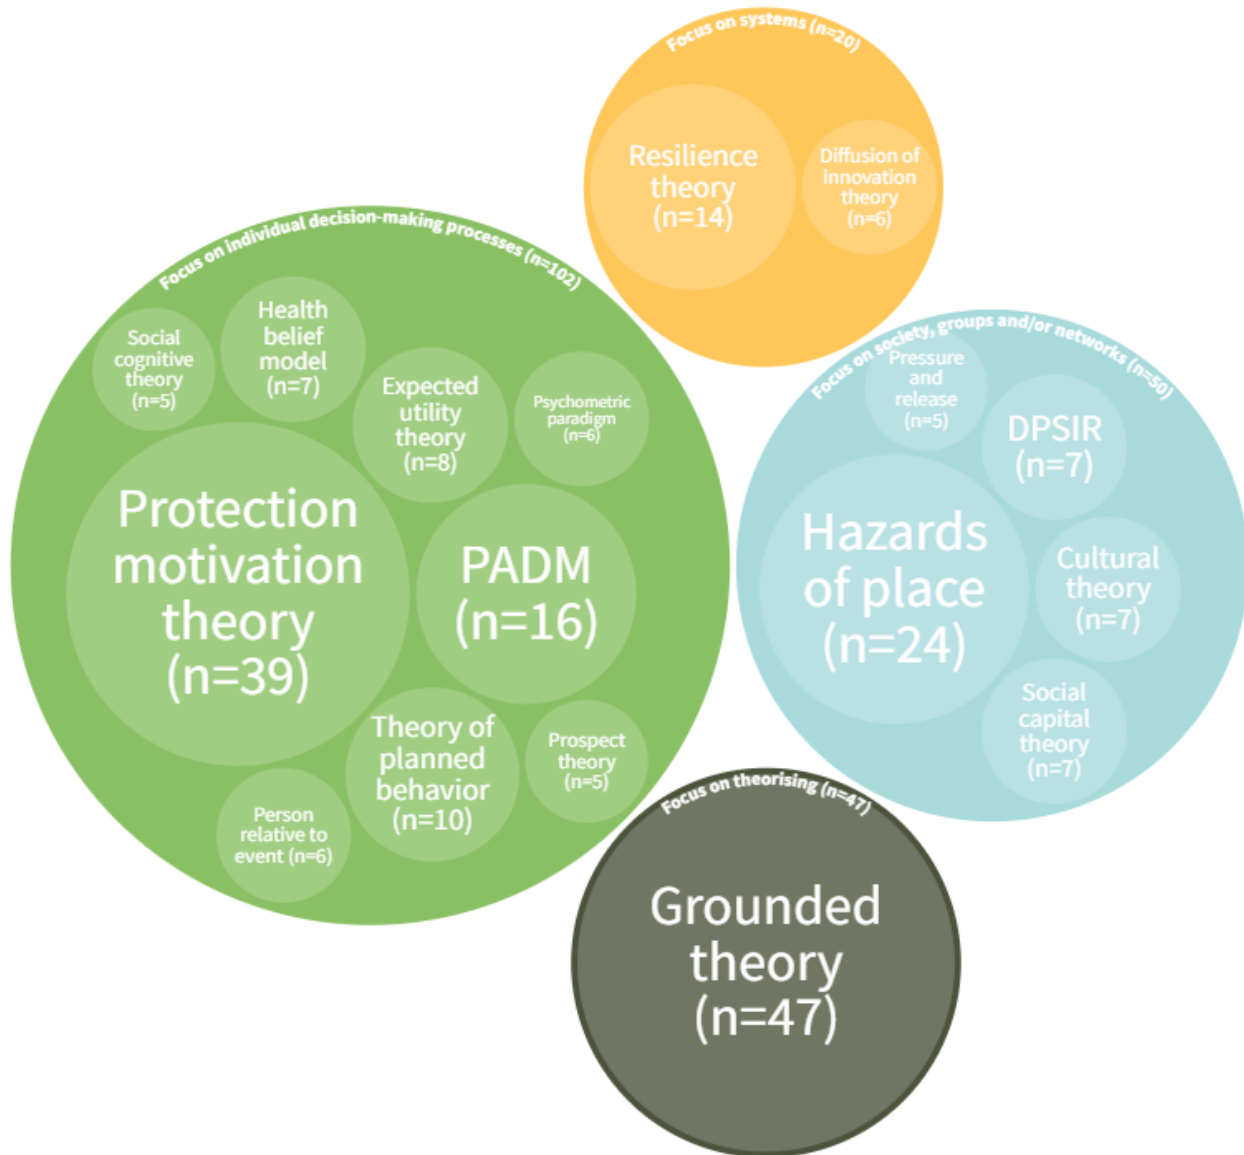 Focus on systems (n=20)
Resilience
theory
(n=14)
Diffusion of
innovation
theory
(n=6)
Focus on individual decision-making processes (n=102)
Social
cognitive
theory
(n=5)
Health
belief
model
(n=7)
Expected
utility
theory
(n=8)
Psychometric
paradigm
(n=6)
Protection
motivation
theory
(n=39)
PADM
(n=16)
Theory of
planned
behavior
(n=10)
Prospect
theory
(n=5)
Person
relative to
event (n=6)
Focus on society, groups and/or networks (n=50)
Pressure
and
release
(n=5)
DPSIR
(n=7)
Hazards
of place
(n=24)
Cultural
theory
(n=7)
Social
capital
theory
(n=7)
Focus on theorising (n=47)
Grounded
theory
(n=47)